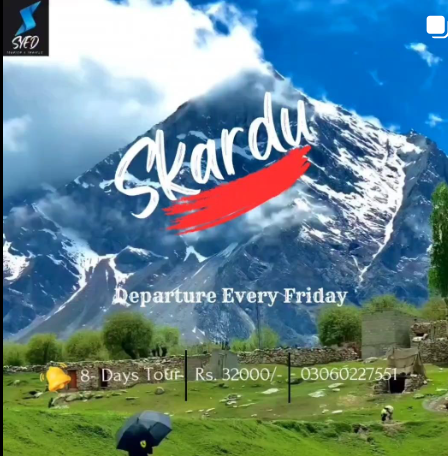 SYED
Skardu
Departure Every Friday
8- Days Tour- Rs. 32000/- - 03060227551